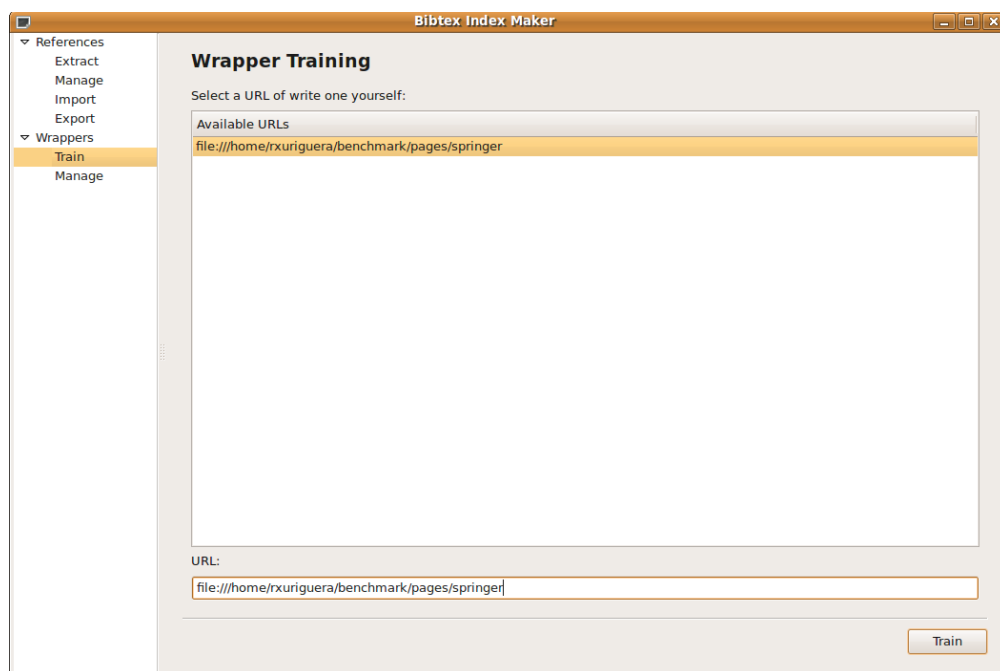 Bibtex Index Maker
References
Extract
Manage
Import
Export
Wrappers
Train
Manage
Wrapper Training
Select a URL of write one yourself:
Available URLs
file:///home/rxuriguera/benchmark/pages/springer
URL:
file:///home/rxuriguera/benchmark/pages/springer
Train